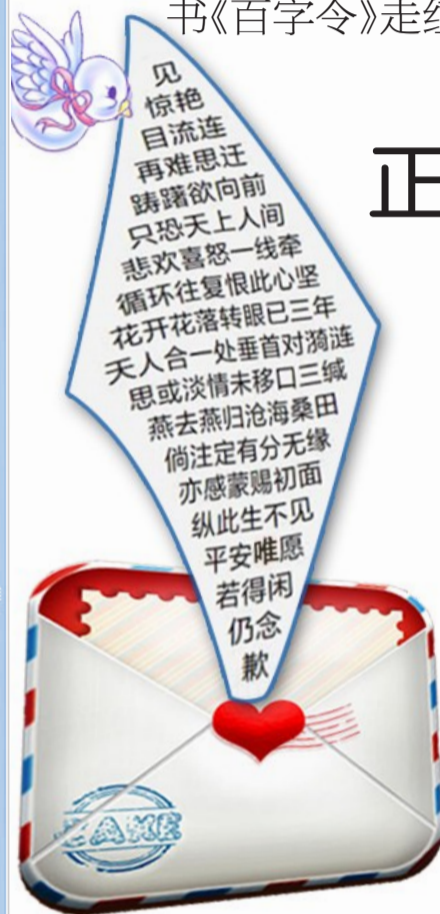 书《百字令》走红
正
见
惊艳
目流连
再难思迁
踌躇欲向前
只恐天上人间
悲欢喜怒一线牵
循环往复恨此心坚
花开花落转眼已三年
天人合一处垂首对漪涟
思或淡情未移口三缄
燕去燕归沧海桑田
倘注定有分无缘
亦感蒙赐初面
纵此生不见
平安唯愿
若得闲
仍念
歉